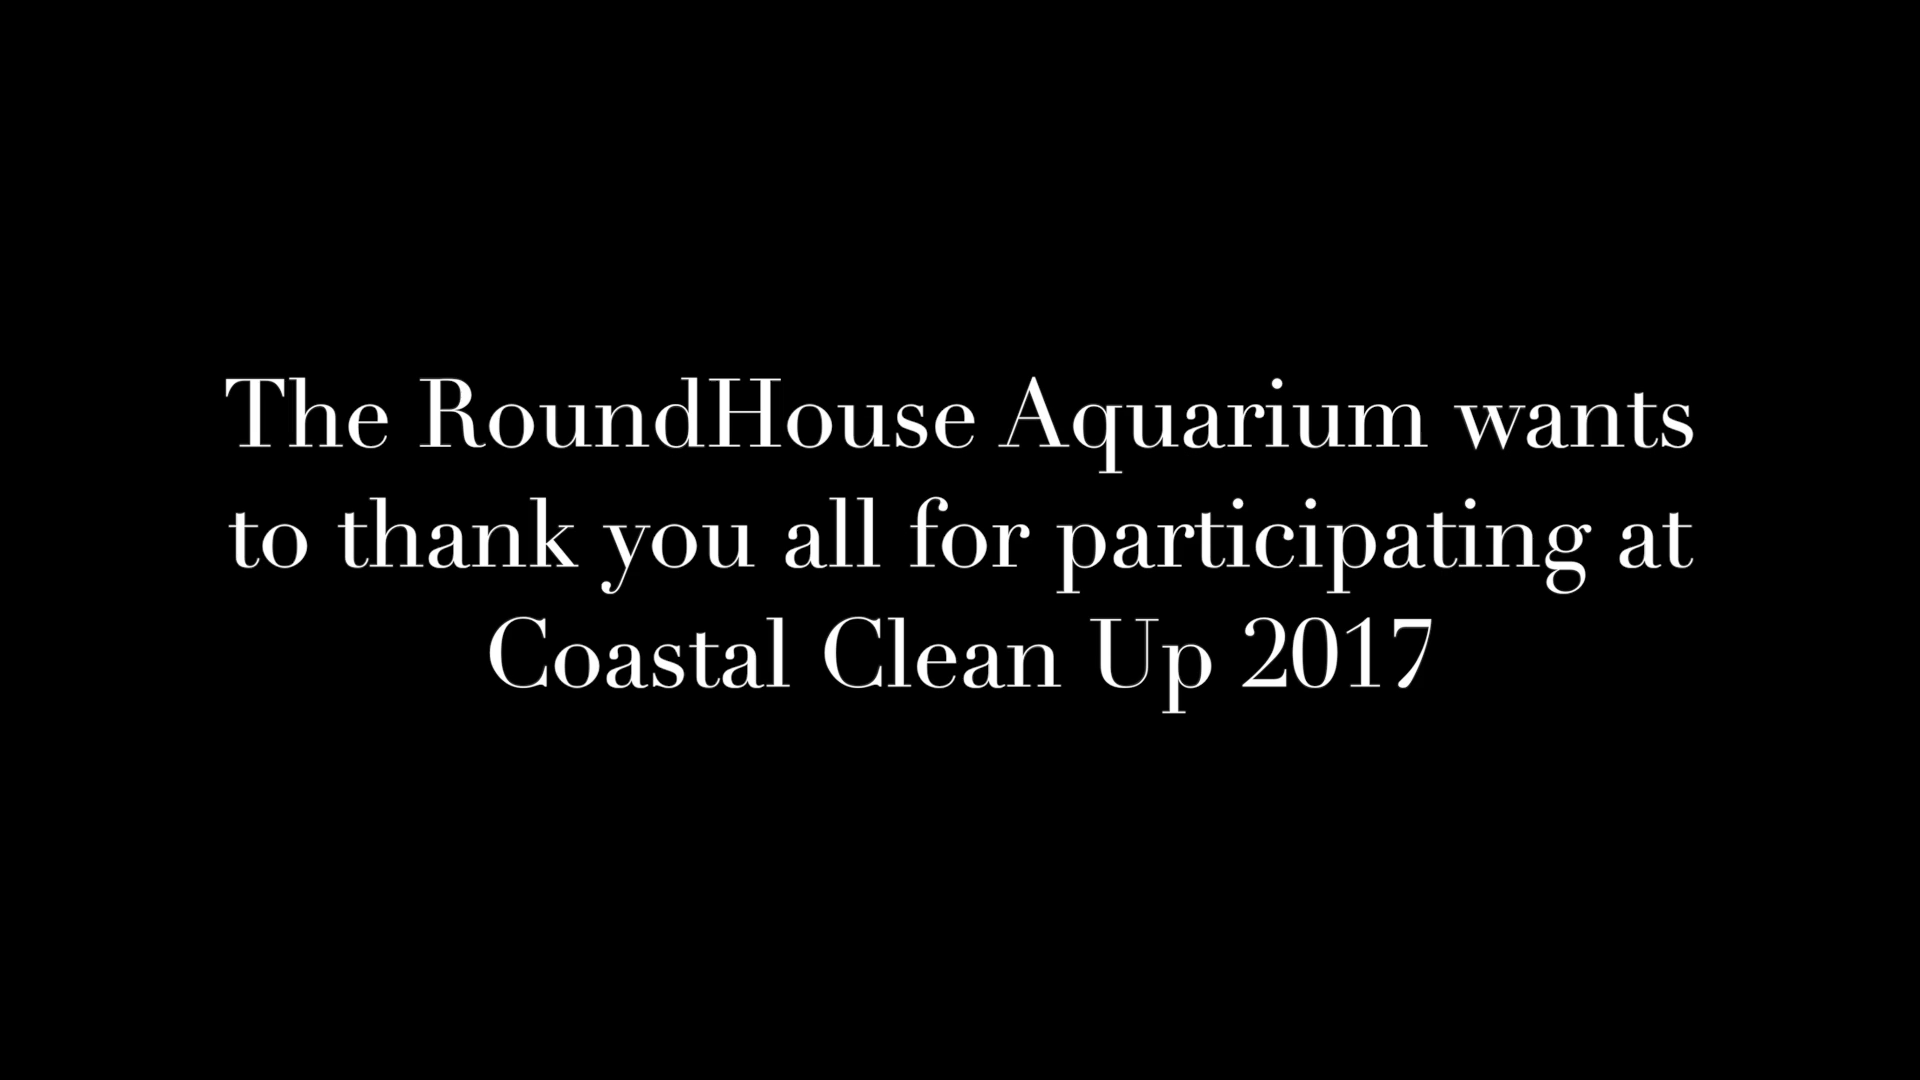 The RoundHouse Aquarium wants
to thank you all for participating at
Coastal Clean Up 2017